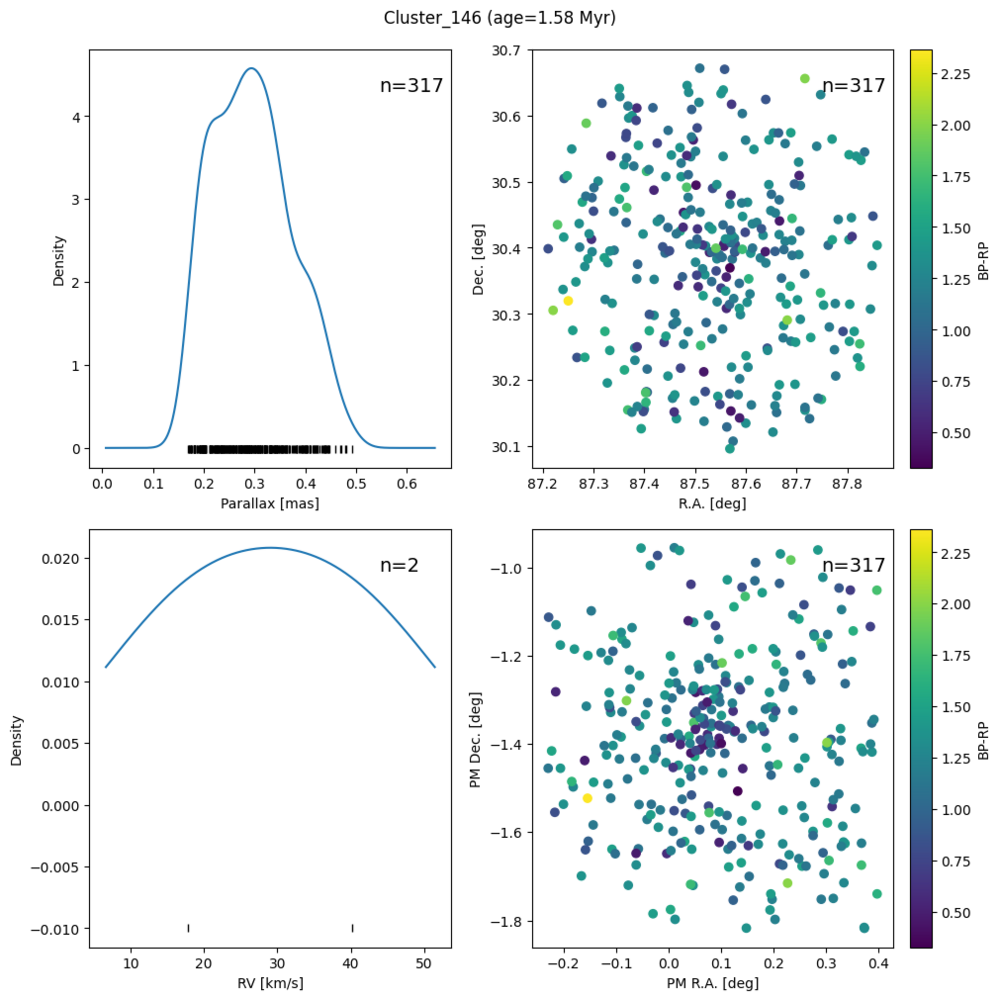 Cluster_146 (age=1.58 Myr)
n=317
Density
0
1
2
3
4
0.0 0.1 0.2 0.3 0.4 0.5 0.6
Parallax [mas]
n=317
Dec. [deg]
30.7
30.6
30.5
30.4
30.3
30.2
30.1
87.2 87.3 87.4 87.5 87.6 87.7 87.8
R.A. [deg]
2.25
2.00
1.75
1.50
1.25
1.00
0.75
0.50
BP-RP
n=2
Density
0.020
0.015
0.010
0.005
0.000
−0.005
−0.010
10 20 30 40 50
RV [km/s]
n=317
PM Dec. [deg]
−1.0
−1.2
−1.4
−1.6
−1.8
−0.2 −0.1 0.0 0.1 0.2 0.3 0.4
PM R.A. [deg]
2.25
2.00
1.75
1.50
1.25
1.00
0.75
0.50
BP-RP